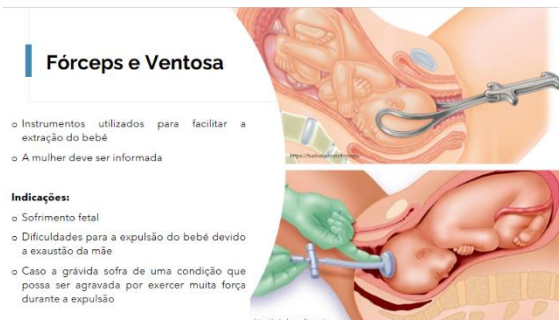 Fórceps e Ventosa
o Instrumentos utilizados para facilitar a
extração do bebé
o A mulher deve ser informada
Indicações:
o Sofrimento fetal
o Dificuldades para a expulsão do bebé devido
a exaustão da mãe
o Caso a grávida sofra de uma condição que
possa ser agravada por exercer muita força
durante a expulsão